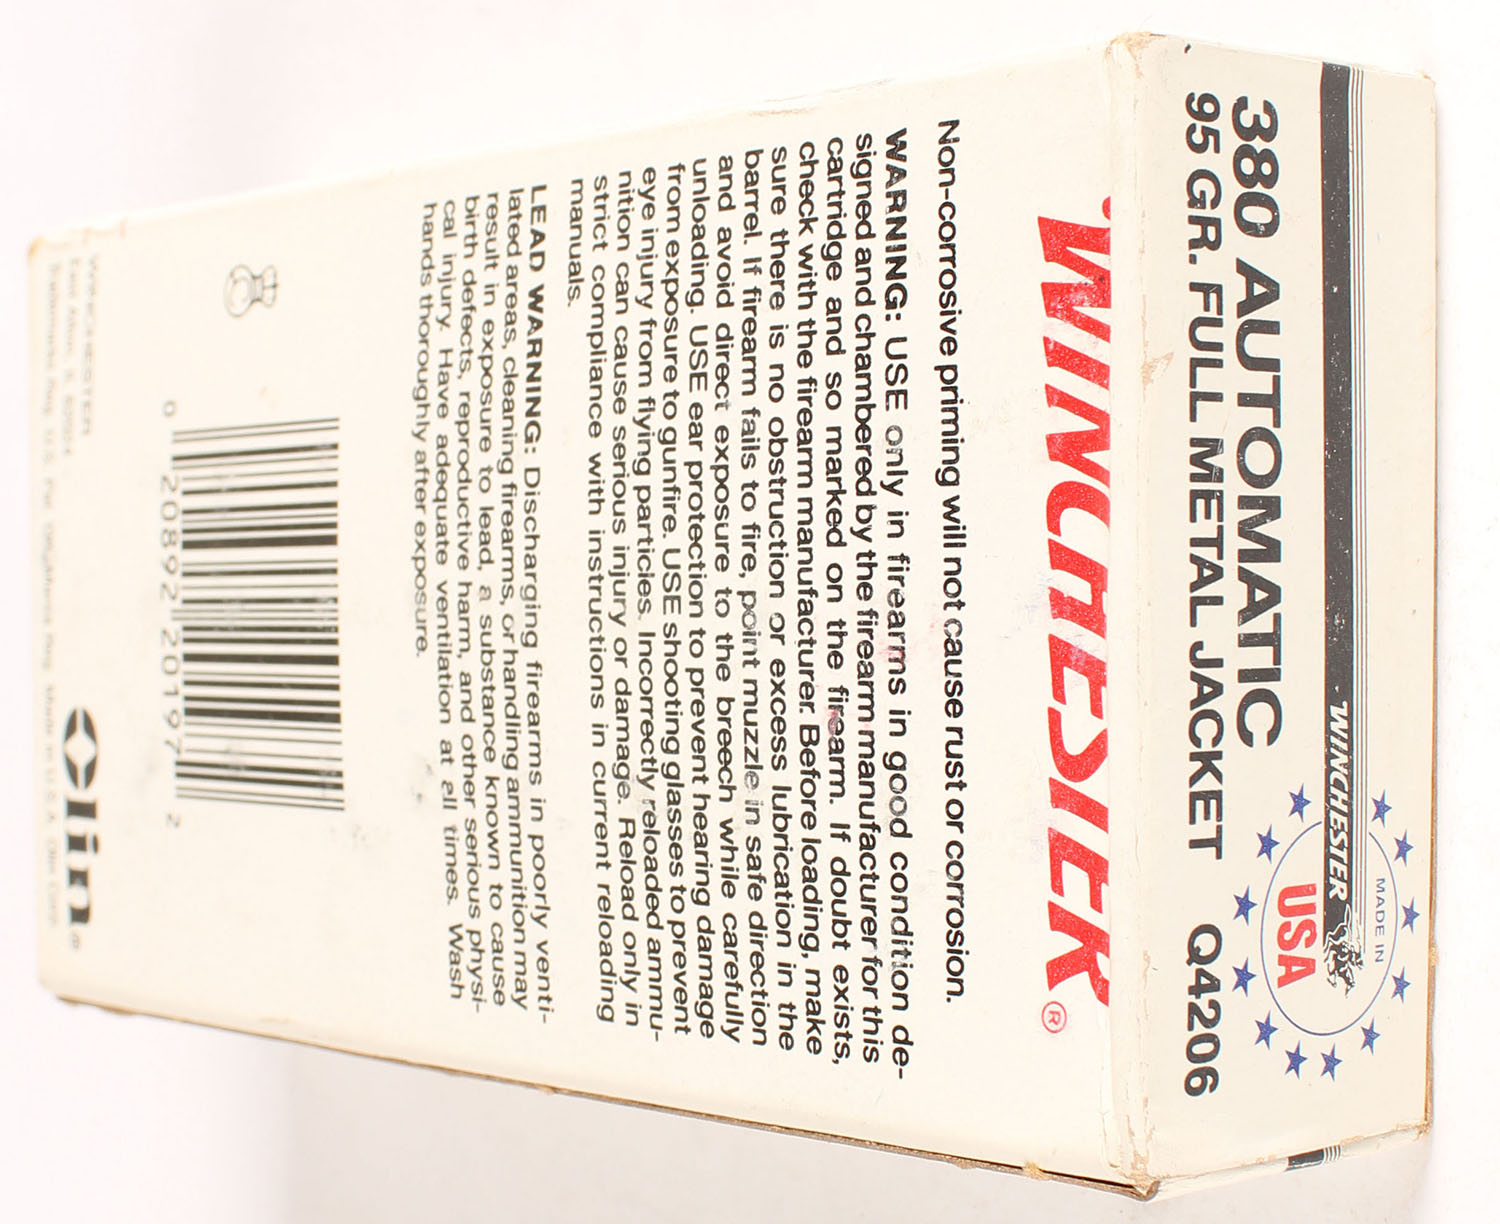 380 AUTOMATIC
95 GR. FULL METAL JACKET Q4206
WINCHESTER
MADE IN
USA
WINCHESTER®
Non-corrosive priming will not cause rust or corrosion.
WARNING: USE only in firearms in good condition de-
signed and chambered by the firearm manufacturer for this
cartridge and so marked on the firearm. If doubt exists,
check with the firearm manufacturer. Before loading, make
sure there is no obstruction or excess lubrication in the
barrel. If firearm fails to fire, point muzzle in safe direction
and avoid direct exposure to the breech while carefully
unloading. USE ear protection to prevent hearing damage
from exposure to gunfire. USE shooting glasses to prevent
eye injury from flying particles. Incorrectly reloaded ammu-
nition can cause serious injury or damage. Reload only in
strict compliance with instructions in current reloading
manuals.
LEAD WARNING: Discharging firearms in poorly venti-
lated areas, cleaning firearms, or handling ammunition may
result in exposure to lead, a substance known to cause
birth defects, reproductive harm, and other serious physi-
cal injury. Have adequate ventilation at all times. Wash
hands thoroughly after exposure.
0 20892 20197 2
Olin®
WINCHESTER
East Alton, IL 62024